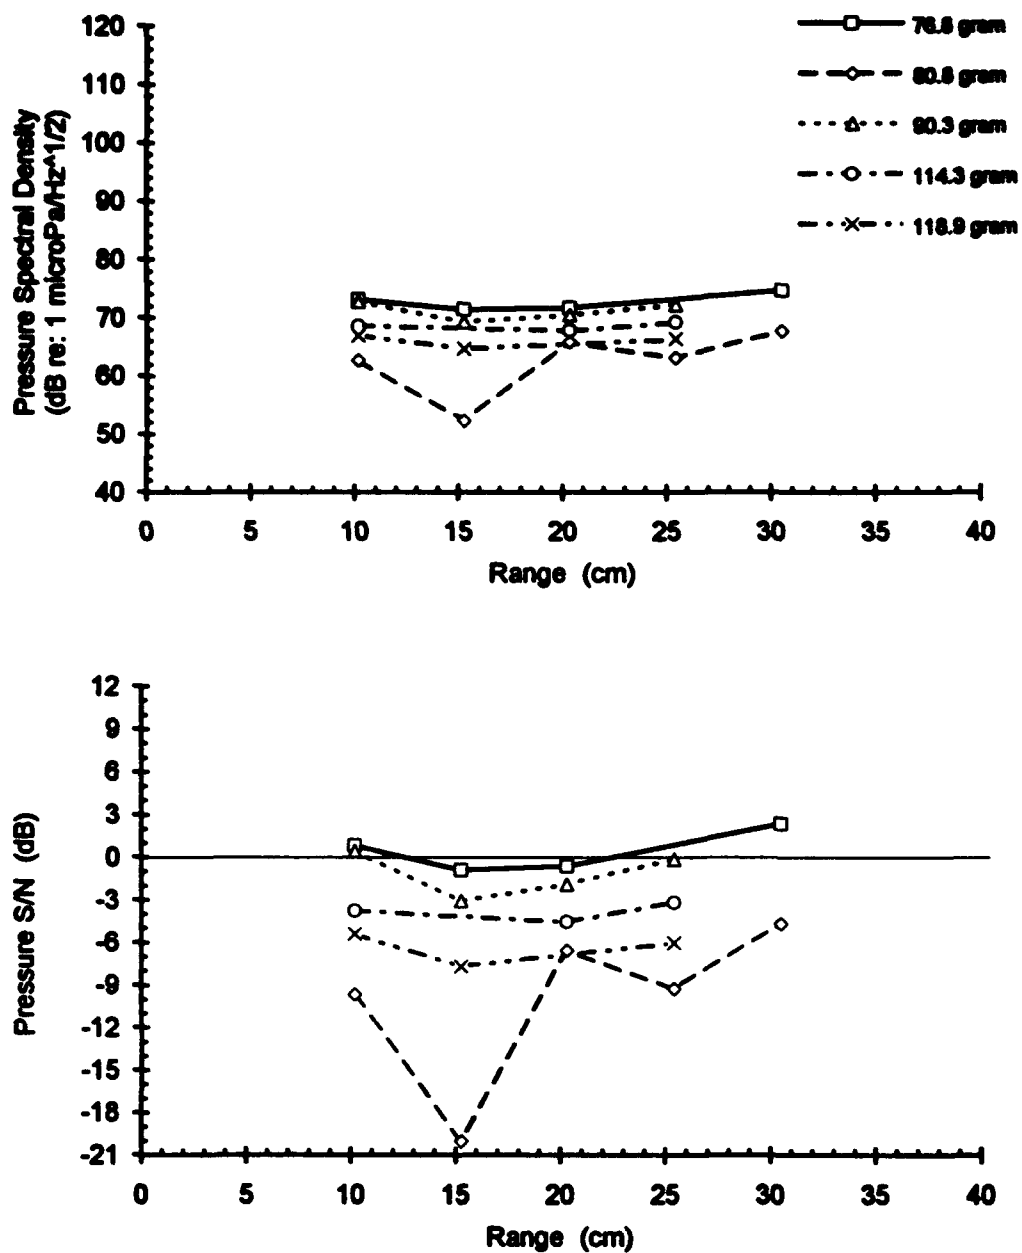 120
110
100
90
80
70
60
50
40
Pressure Spectral Density
(dB re: 1 microPa/Hz^1/2)
76.8 gram
80.8 gram
90.3 gram
114.3 gram
118.9 gram
0 5 10 15 20 25 30 35 40
Range (cm)
12
9
6
3
0
-3
-6
-9
-12
-15
-18
-21
Pressure S/N (dB)
0 5 10 15 20 25 30 35 40
Range (cm)